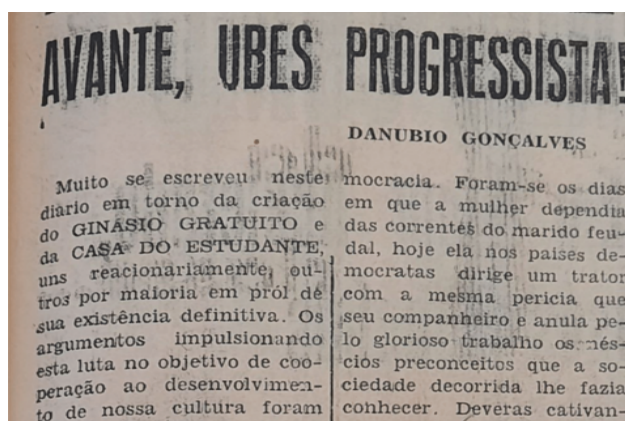 AVANTE, UBES PROGRESSISTA!
DANUBIO GONÇALVES
Muito se escreveu neste
diario em torno da criação
do GINASIO GRATUITO e
da CASA DO ESTUDANTE,
uns reacionariamente, ou-
tros por maioria em pról de
sua existência definitiva. Os
argumentos impulsionando
esta luta no objetivo de coo-
peração ao desenvolvimen-
to de nossa cultura foram
mocracia. Foram-se os dias
em que a mulher dependia
das correntes do marido feu-
dal, hoje ela nos paises de-
mocratas dirige um trator
com a mesma pericia que
seu companheiro e anula pe-
lo glorioso trabalho os nés-
ciós preconceitos que a so-
ciedade decorrida lhe fazia
conhecer. Deveras cativan-